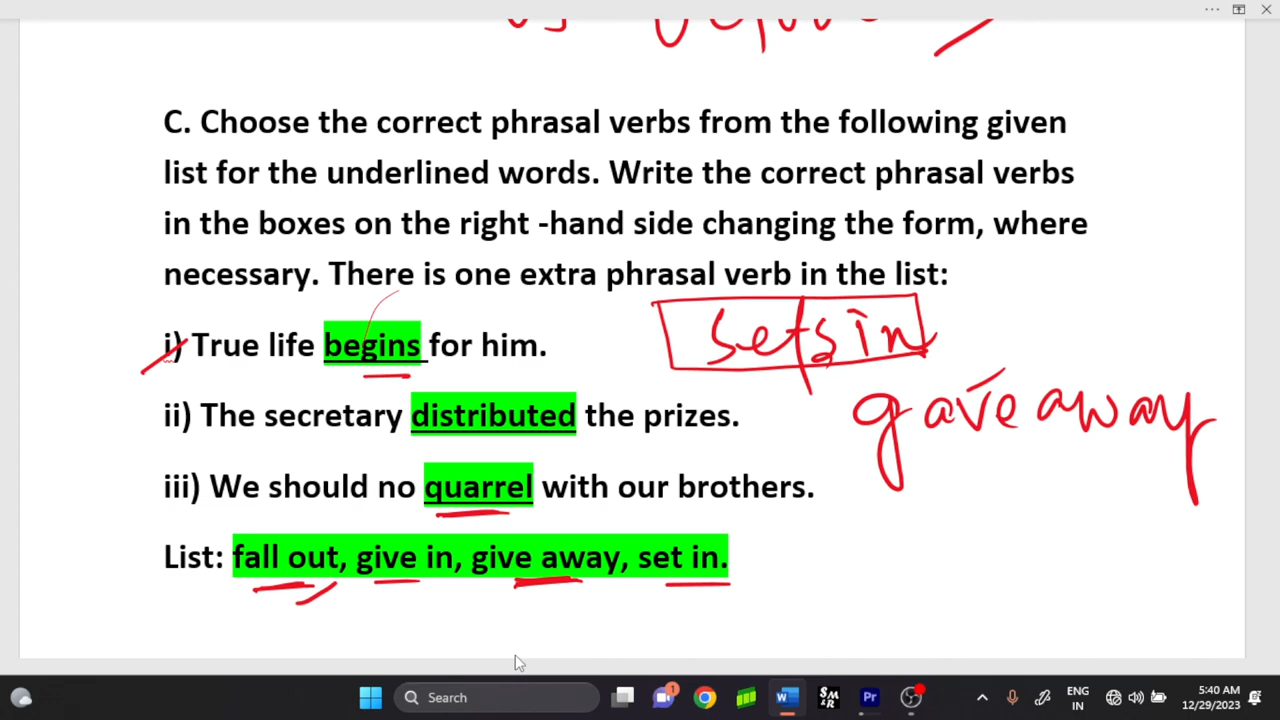 C. Choose the correct phrasal verbs from the following given
list for the underlined words. Write the correct phrasal verbs
in the boxes on the right -hand side changing the form, where
necessary. There is one extra phrasal verb in the list:
i) True life begins for him.
sets in
ii) The secretary distributed the prizes.
gave away
iii) We should no quarrel with our brothers.
List: fall out, give in, give away, set in.
Search
1
W
SM
&R
Pr
ENG
IN
5:40 AM
12/29/2023